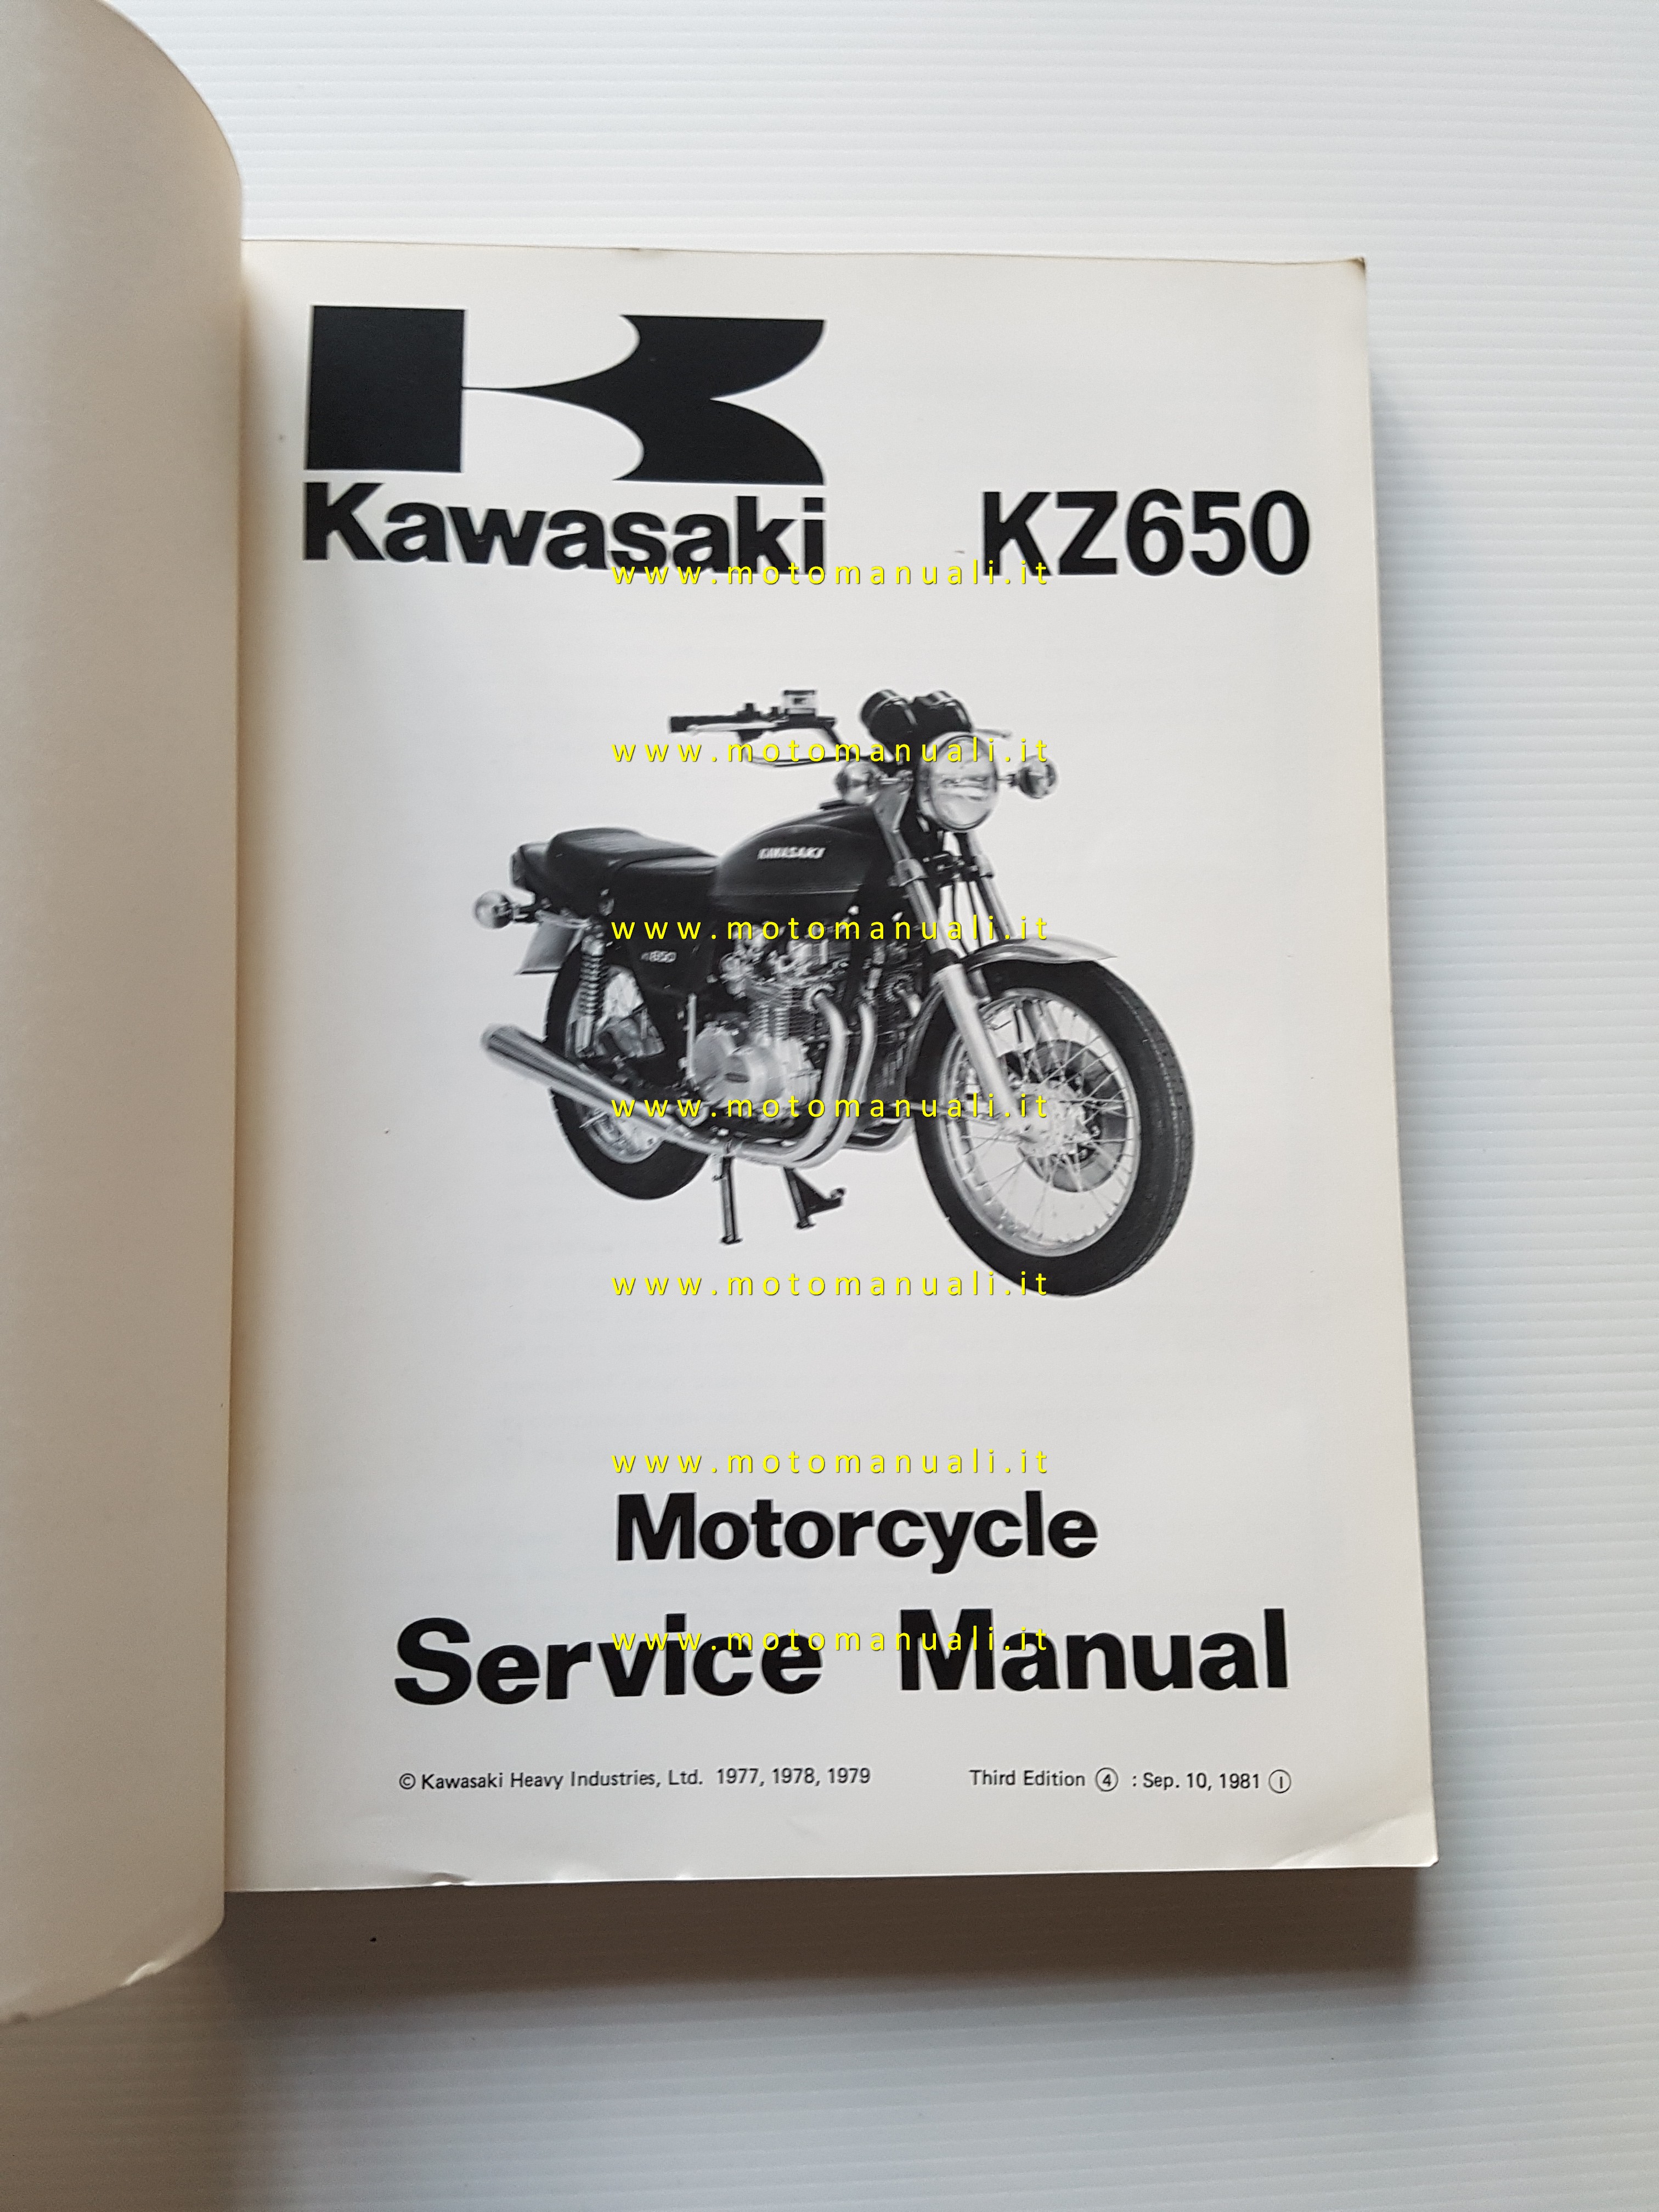 Kawasaki KZ650
www.motomanuali.it
www.motomanuali.it
KAWASAKI
www.motomanuali.it
www.motomanuali.it
www.motomanuali.it
www.motomanuali.it
Motorcycle
Service Manual
www.motomanuali.it
© Kawasaki Heavy Industries, Ltd. 1977, 1978, 1979 Third Edition ④ : Sep. 10, 1981 Ⓘ